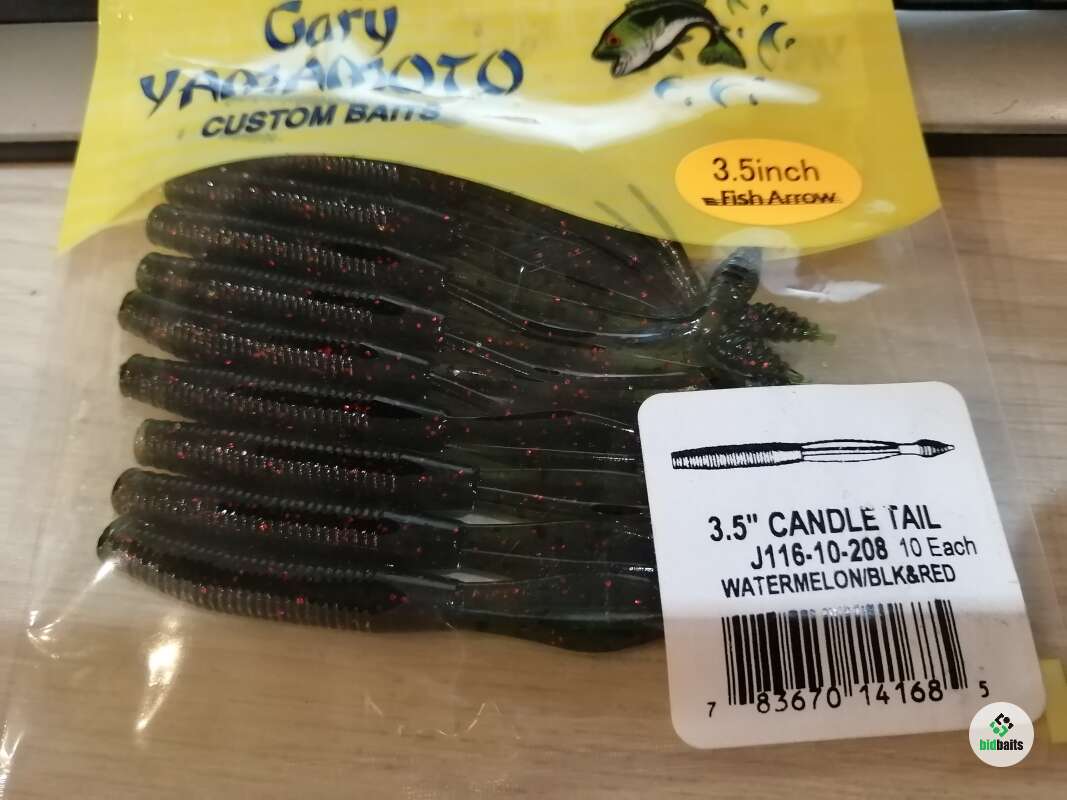 Gary
YAMAMOTO
CUSTOM BAITS
3.5inch
Fish Arrow
3.5" CANDLE TAIL
J116-10-208 10 Each
WATERMELON/BLK&RED
7 83670 14168 5
bidbaits